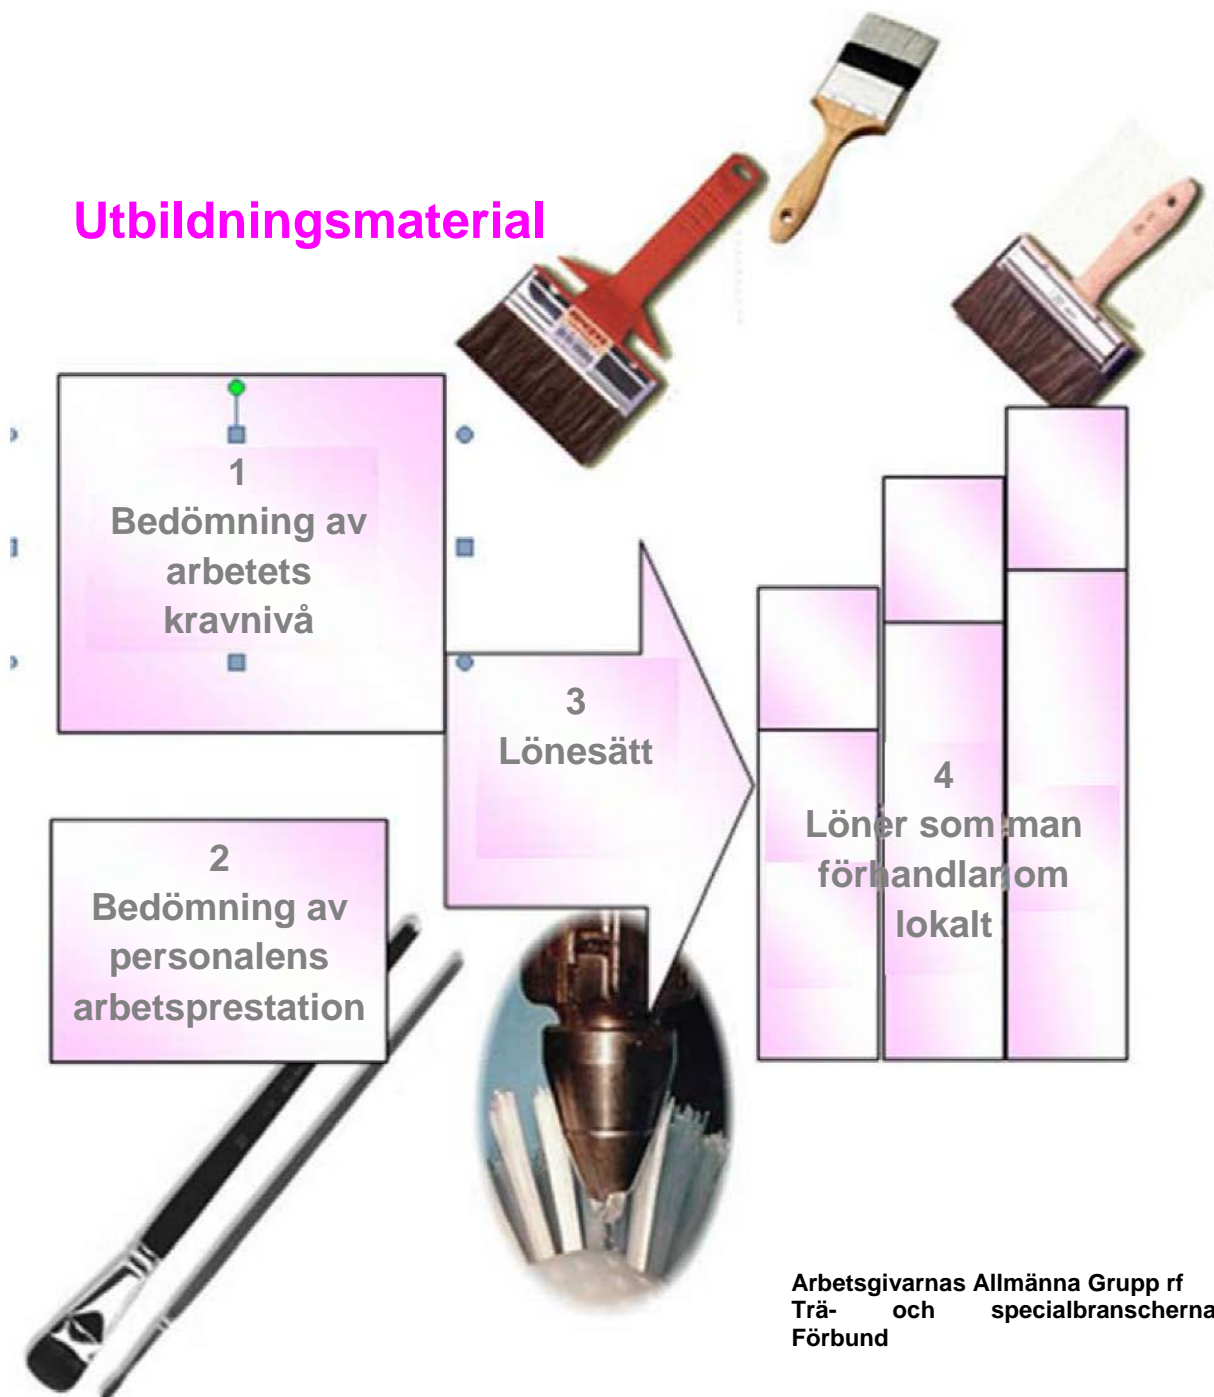 Utbildningsmaterial
1
Bedömning av
arbetets
kravnivå
2
Bedömning av
personalens
arbetsprestation
3
Lönesätt
4
Löner som man
förhandlar om
lokalt
Arbetsgivarnas Allmänna Grupp rf
Trä- och specialbranscherna
Förbund